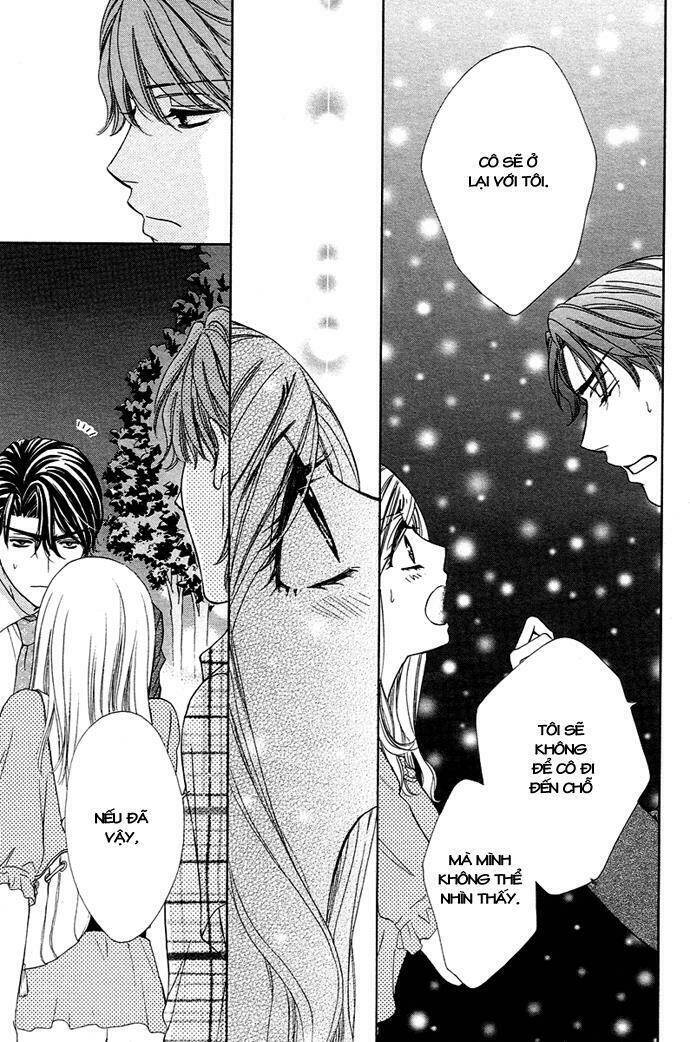 CÔ SẼ Ở
LẠI VỚI TÔI.
TÔI SẼ
KHÔNG
ĐỂ CÔ ĐI
ĐẾN CHỖ
MÀ MÌNH
KHÔNG THỂ
NHÌN THẤY.
NẾU ĐÃ
VẬY,